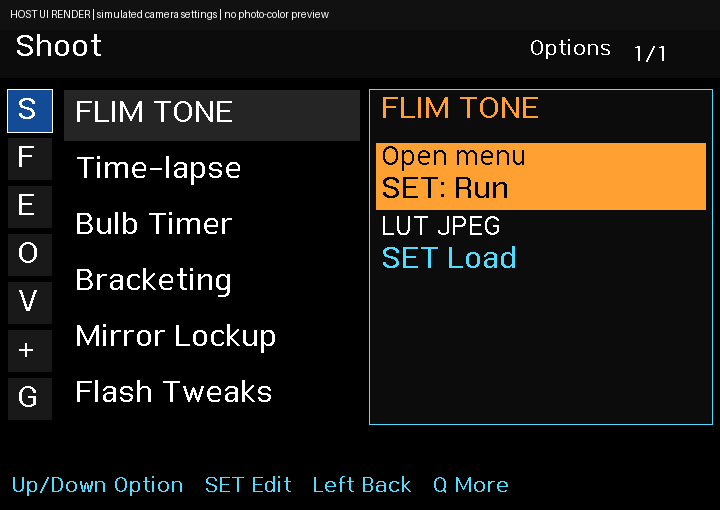 HOST UI RENDER | simulated camera settings | no photo-color preview
Shoot
Options 1/1
S
F
E
O
V
+
G
FLIM TONE
Time-lapse
Bulb Timer
Bracketing
Mirror Lockup
Flash Tweaks
FLIM TONE
Open menu
SET: Run
LUT JPEG
SET Load
Up/Down Option SET Edit Left Back Q More